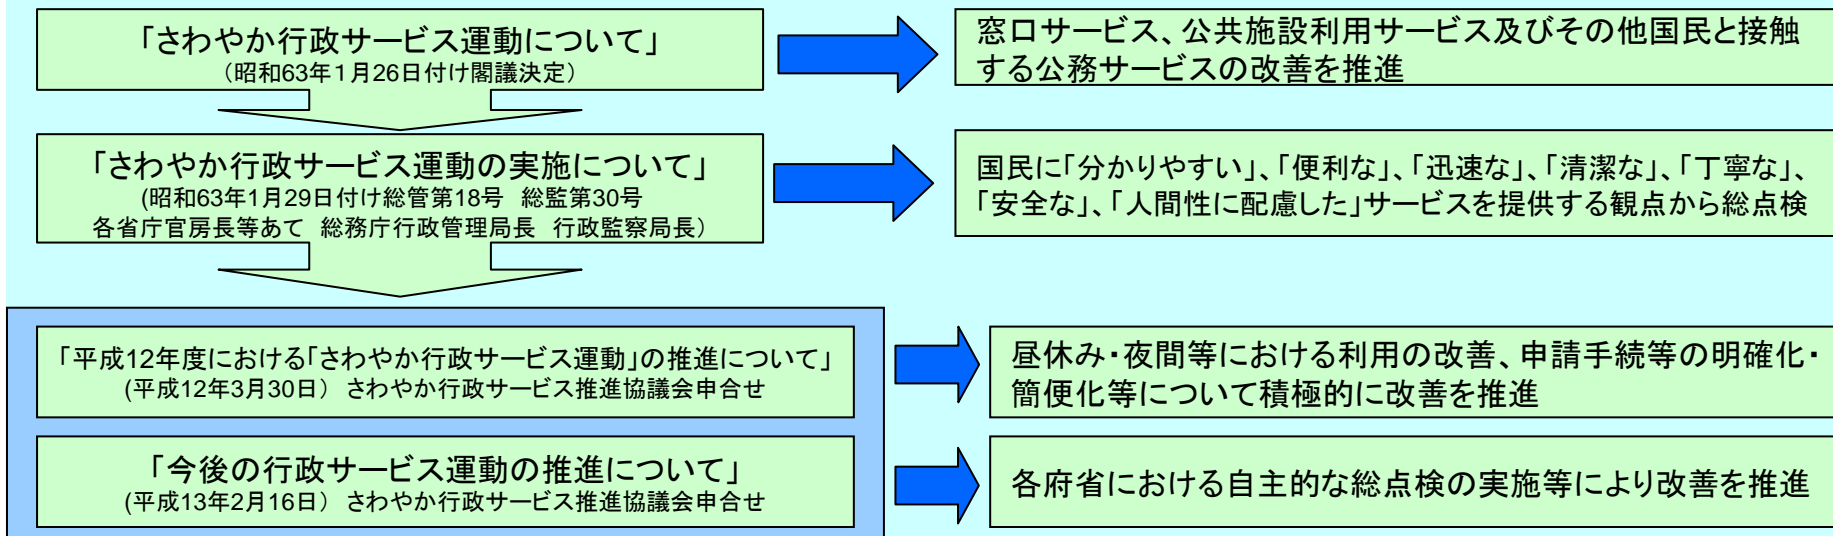 「さわやか行政サービス運動について」
（昭和63年１月26日付け閣議決定）
窓口サービス、公共施設利用サービス及びその他国民と接触
する公務サービスの改善を推進
「さわやか行政サービス運動の実施について」
(昭和63年1月29日付け総管第18号　総監第30号
各省庁官房長等あて　総務庁行政管理局長　行政監察局長）
国民に「分かりやすい」、「便利な」、「迅速な」、「清潔な」、「丁寧な」、
「安全な」、「人間性に配慮した」サービスを提供する観点から総点検
「平成12年度における「さわやか行政サービス運動」の推進について」
(平成12年3月30日） さわやか行政サービス推進協議会申合せ
昼休み・夜間等における利用の改善、申請手続等の明確化・
簡便化等について積極的に改善を推進
「今後の行政サービス運動の推進について」
(平成13年2月16日） さわやか行政サービス推進協議会申合せ
各府省における自主的な総点検の実施等により改善を推進